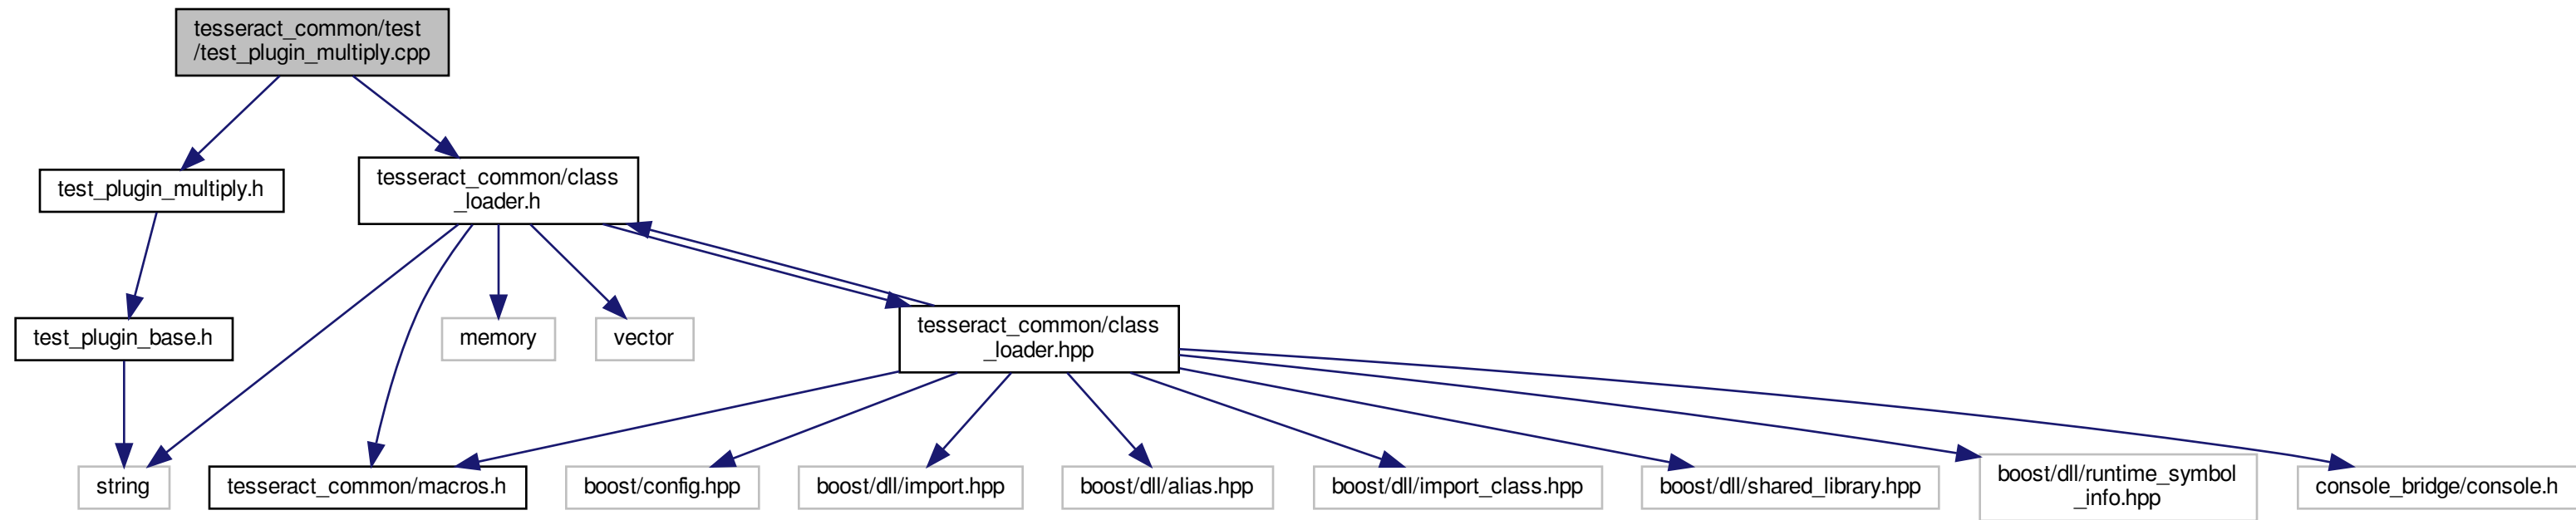 tesseract_common/test
/test_plugin_multiply.cpp
test_plugin_multiply.h
tesseract_common/class
_loader.h
test_plugin_base.h
memory
vector
tesseract_common/class
_loader.hpp
string
tesseract_common/macros.h
boost/config.hpp
boost/dll/import.hpp
boost/dll/alias.hpp
boost/dll/import_class.hpp
boost/dll/shared_library.hpp
boost/dll/runtime_symbol
_info.hpp
console_bridge/console.h